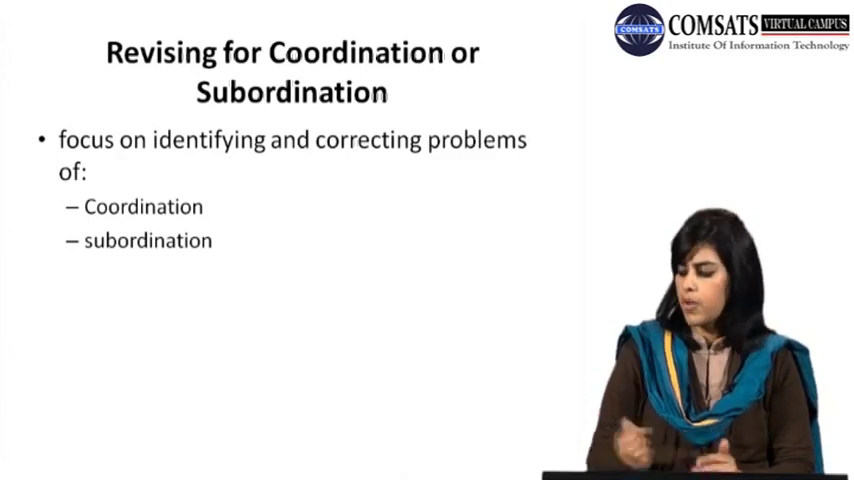 COMSATS VIRTUAL CAMPUS
COMSATS
Institute Of Information Technology
Revising for Coordination or
Subordination
• focus on identifying and correcting problems
of:
– Coordination
– subordination